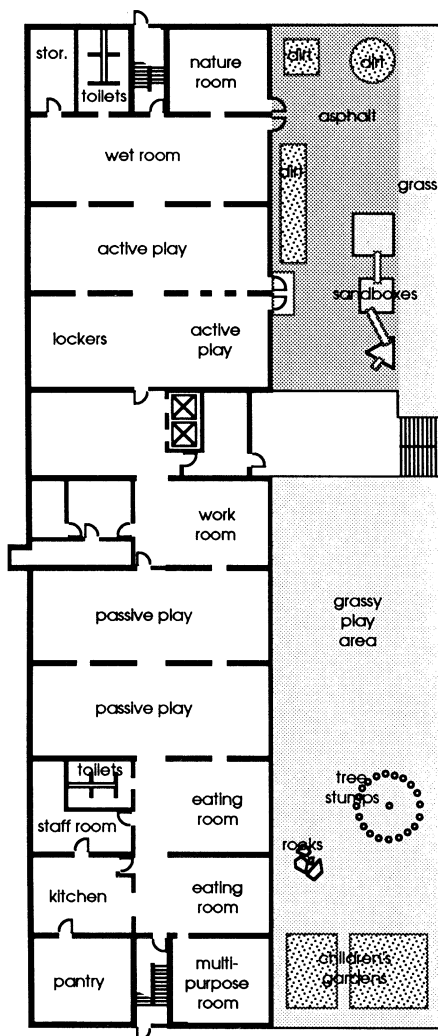 stor.
toilets
nature
room
dirt
dirt
asphalt
wet room
dirt
grass
active play
sandboxes
lockers
active
play
work
room
passive play
grassy
play
area
passive play
toilets
tree
stumps
eating
room
staff room
rocks
kitchen
eating
room
pantry
multi-
purpose
room
children's
gardens